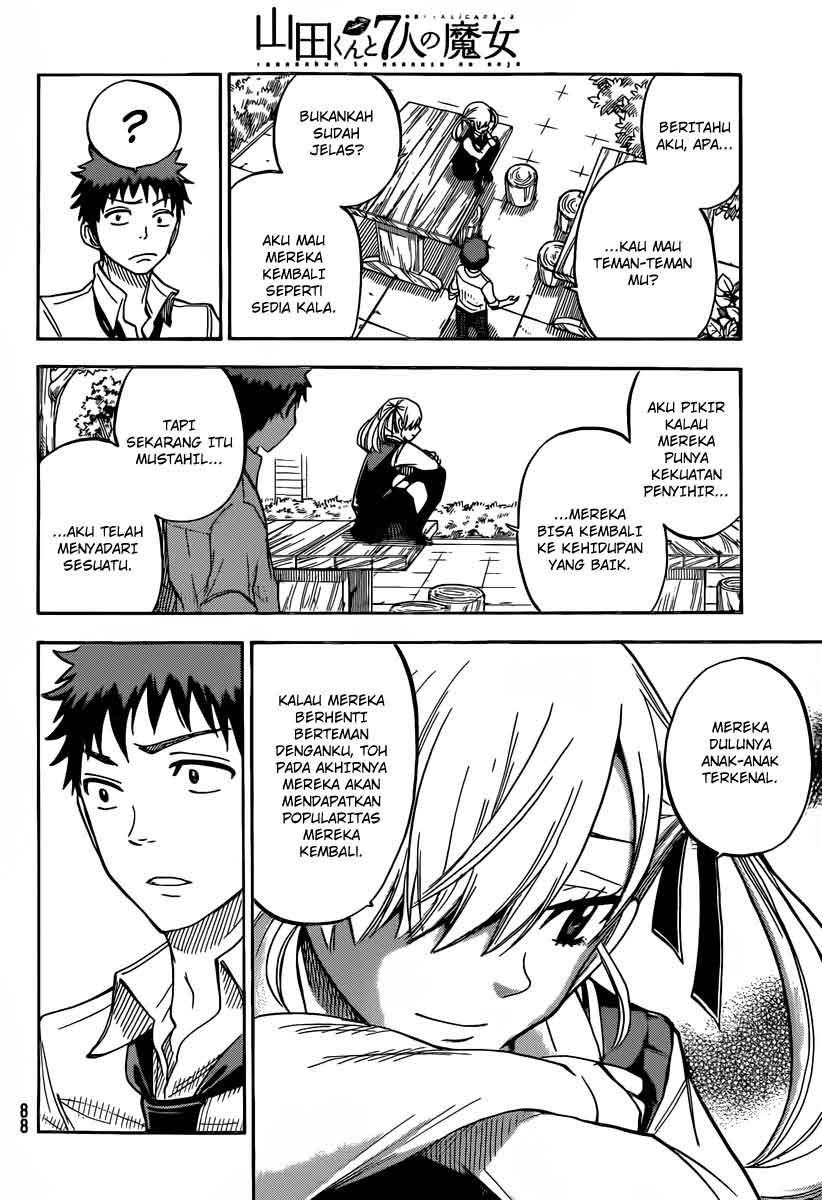 山田くんと7人の魔女
BERITAHU
AKU, APA...
...KAU MAU
TEMAN-TEMAN
MU?
BUKANKAH
SUDAH
JELAS?
AKU MAU
MEREKA
KEMBALI
SEPERTI
SEDIA KALA.
?
AKU PIKIR
KALAU
MEREKA
PUNYA
KEKUATAN
PENYIHIR...
...MEREKA
BISA KEMBALI
KE KEHIDUPAN
YANG BAIK.
TAPI
SEKARANG ITU
MUSTAHIL...
...AKU TELAH
MENYADARI
SESUATU.
MEREKA
DULUNYA
ANAK-ANAK
TERKENAL.
KALAU MEREKA
BERHENTI
BERTEMAN
DENGANKU, TOH
PADA AKHIRNYA
MEREKA AKAN
MENDAPATKAN
POPULARITAS
MEREKA
KEMBALI.
88